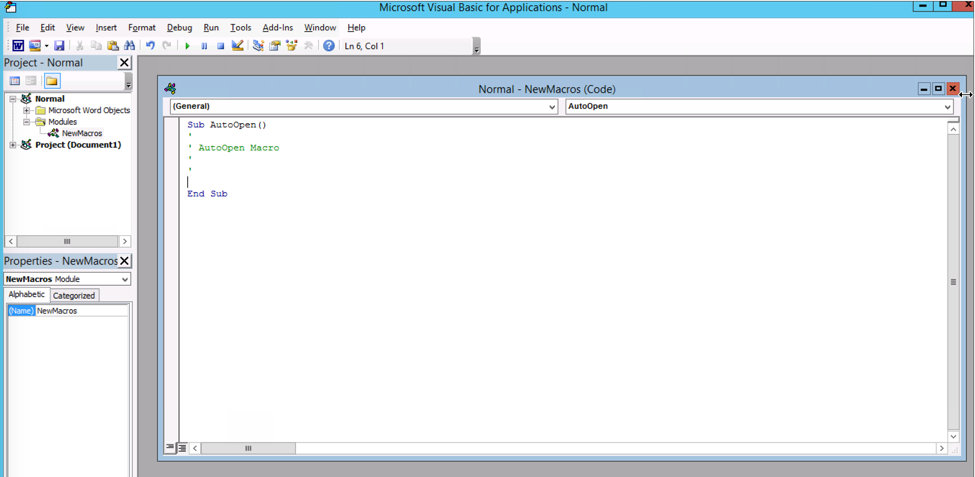 Microsoft Visual Basic for Applications - Normal
File Edit View Insert Format Debug Run Tools Add-Ins Window Help
Ln 6, Col 1
Project - Normal
Normal
Microsoft Word Objects
Modules
NewMacros
Project (Document1)
Properties - NewMacros
NewMacros Module
Alphabetic Categorized
(Name) NewMacros
Normal - NewMacros (Code)
(General) AutoOpen
Sub AutoOpen()
'
' AutoOpen Macro
'
'
End Sub